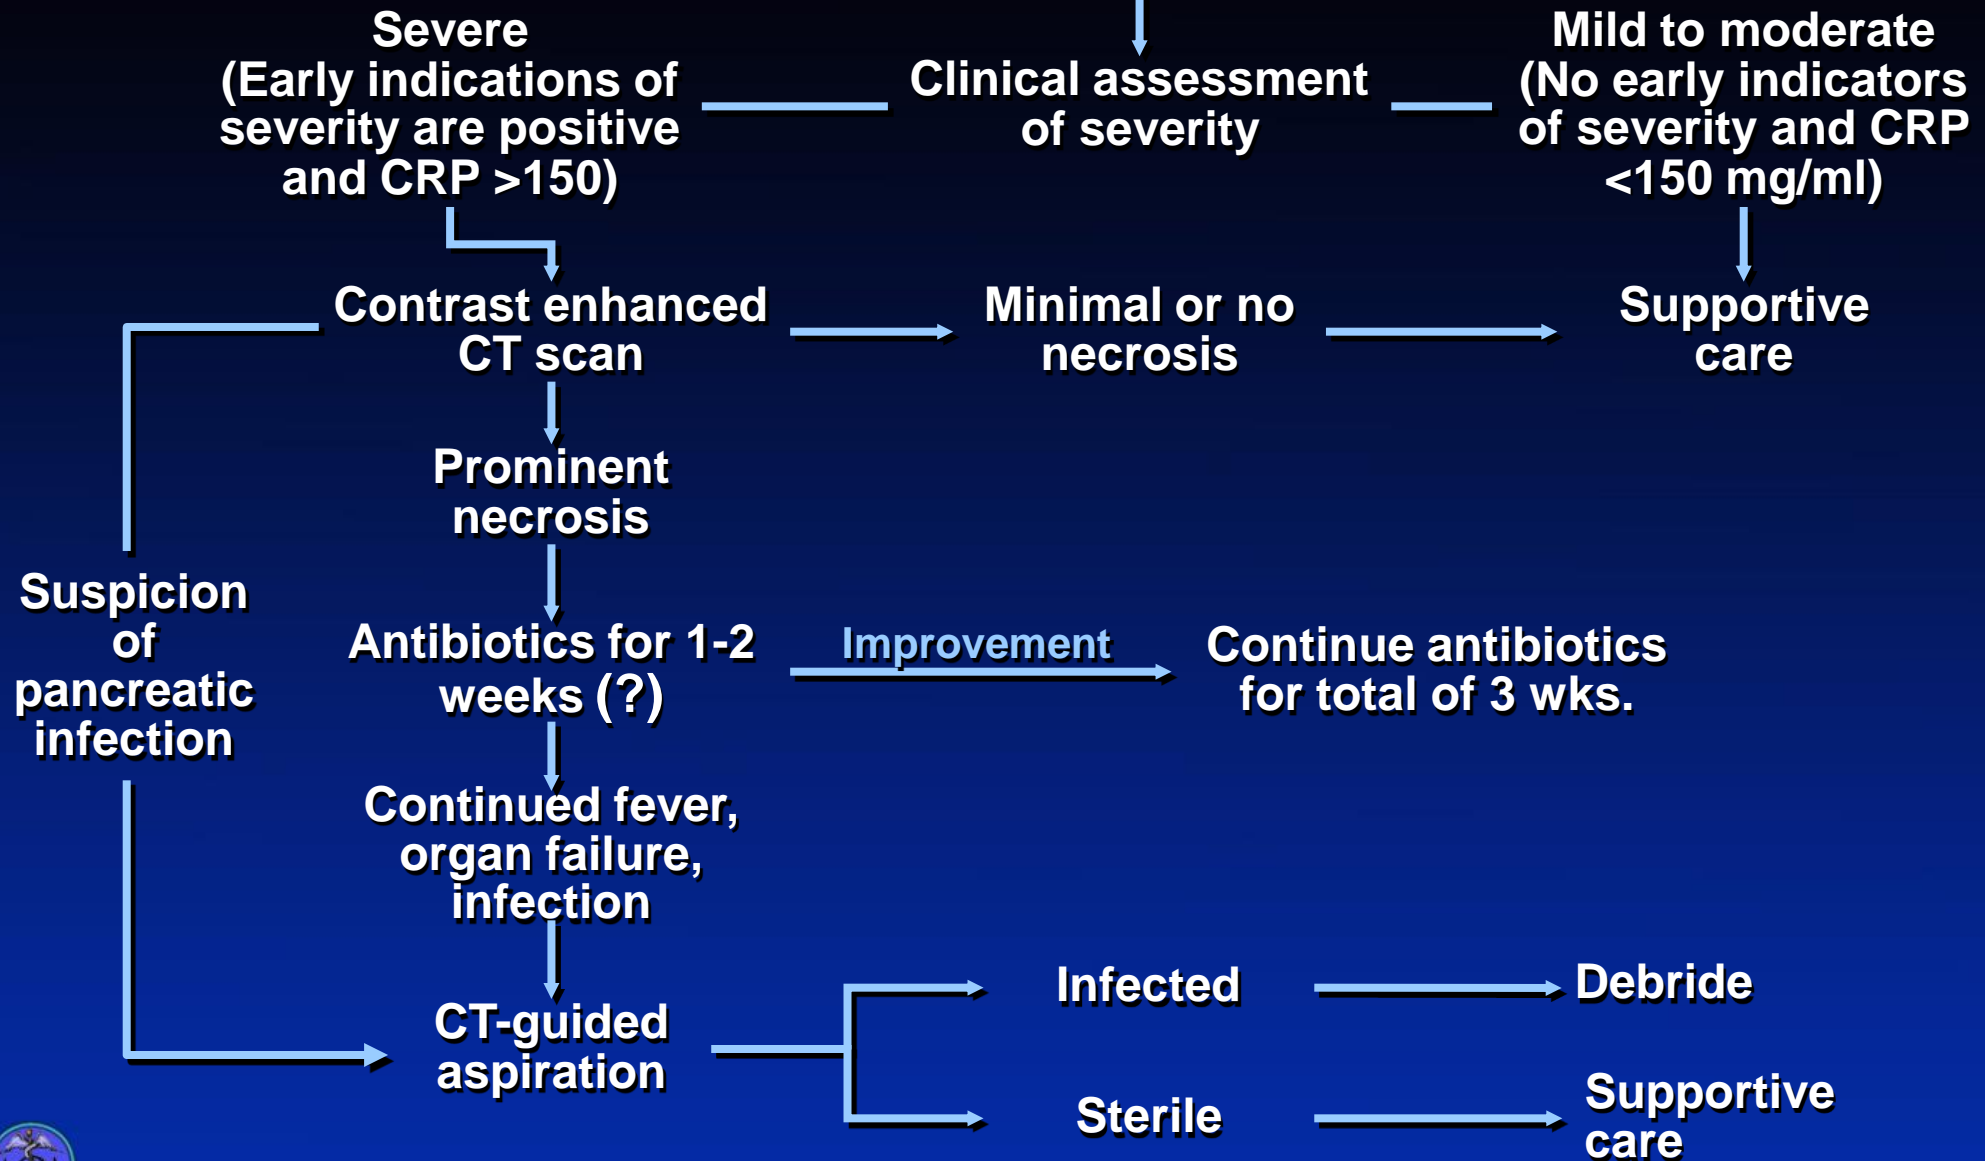 Severe
(Early indications of
severity are positive
and CRP >150)
Clinical assessment
of severity
Mild to moderate
(No early indicators
of severity and CRP
<150 mg/ml)
Contrast enhanced
CT scan
Minimal or no
necrosis
Supportive
care
Prominent
necrosis
Suspicion
of
pancreatic
infection
Antibiotics for 1-2
weeks (?)
Improvement
Continue antibiotics
for total of 3 wks.
Continued fever,
organ failure,
infection
CT-guided
aspiration
Infected
Debride
Sterile
Supportive
care